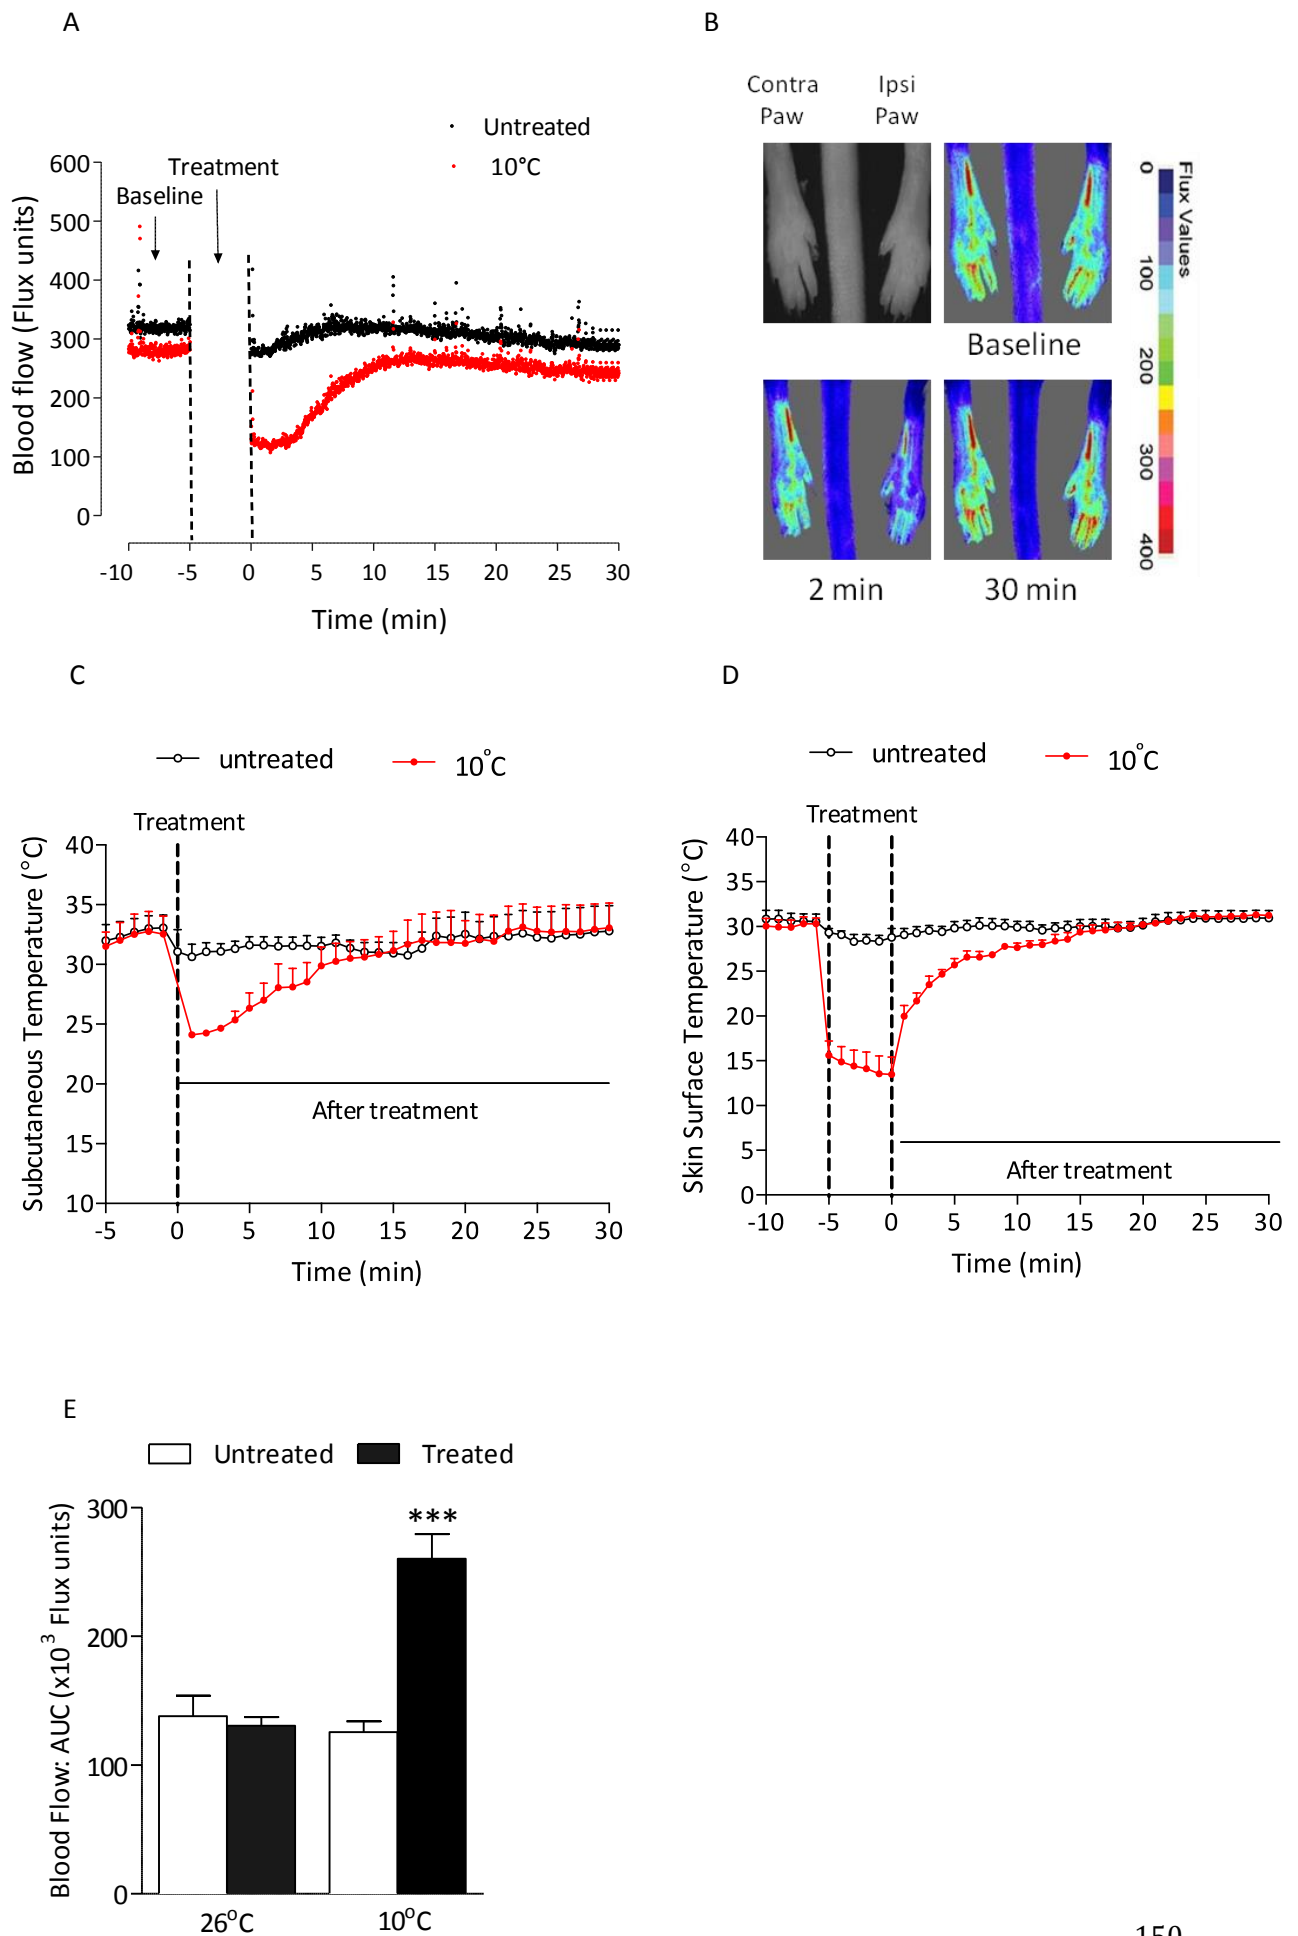 A
B
Contra Paw
Ipsi Paw
Untreated
10°C
Treatment
Baseline
600
500
400
300
200
100
0
Blood flow (Flux units)
-10 -5 0 5 10 15 20 25 30
Time (min)
Baseline
2 min
30 min
0 100 200 300 400
Flux Values
C
D
untreated
10°C
Treatment
40
35
30
25
20
15
10
Subcutaneous Temperature (°C)
After treatment
-5 0 5 10 15 20 25 30
Time (min)
untreated
10°C
Treatment
40
35
30
25
20
15
10
5
0
Skin Surface Temperature (°C)
After treatment
-10 -5 0 5 10 15 20 25 30
Time (min)
E
Untreated Treated
300
200
100
0
Blood Flow: AUC (x10³ Flux units)
***
26°C 10°C